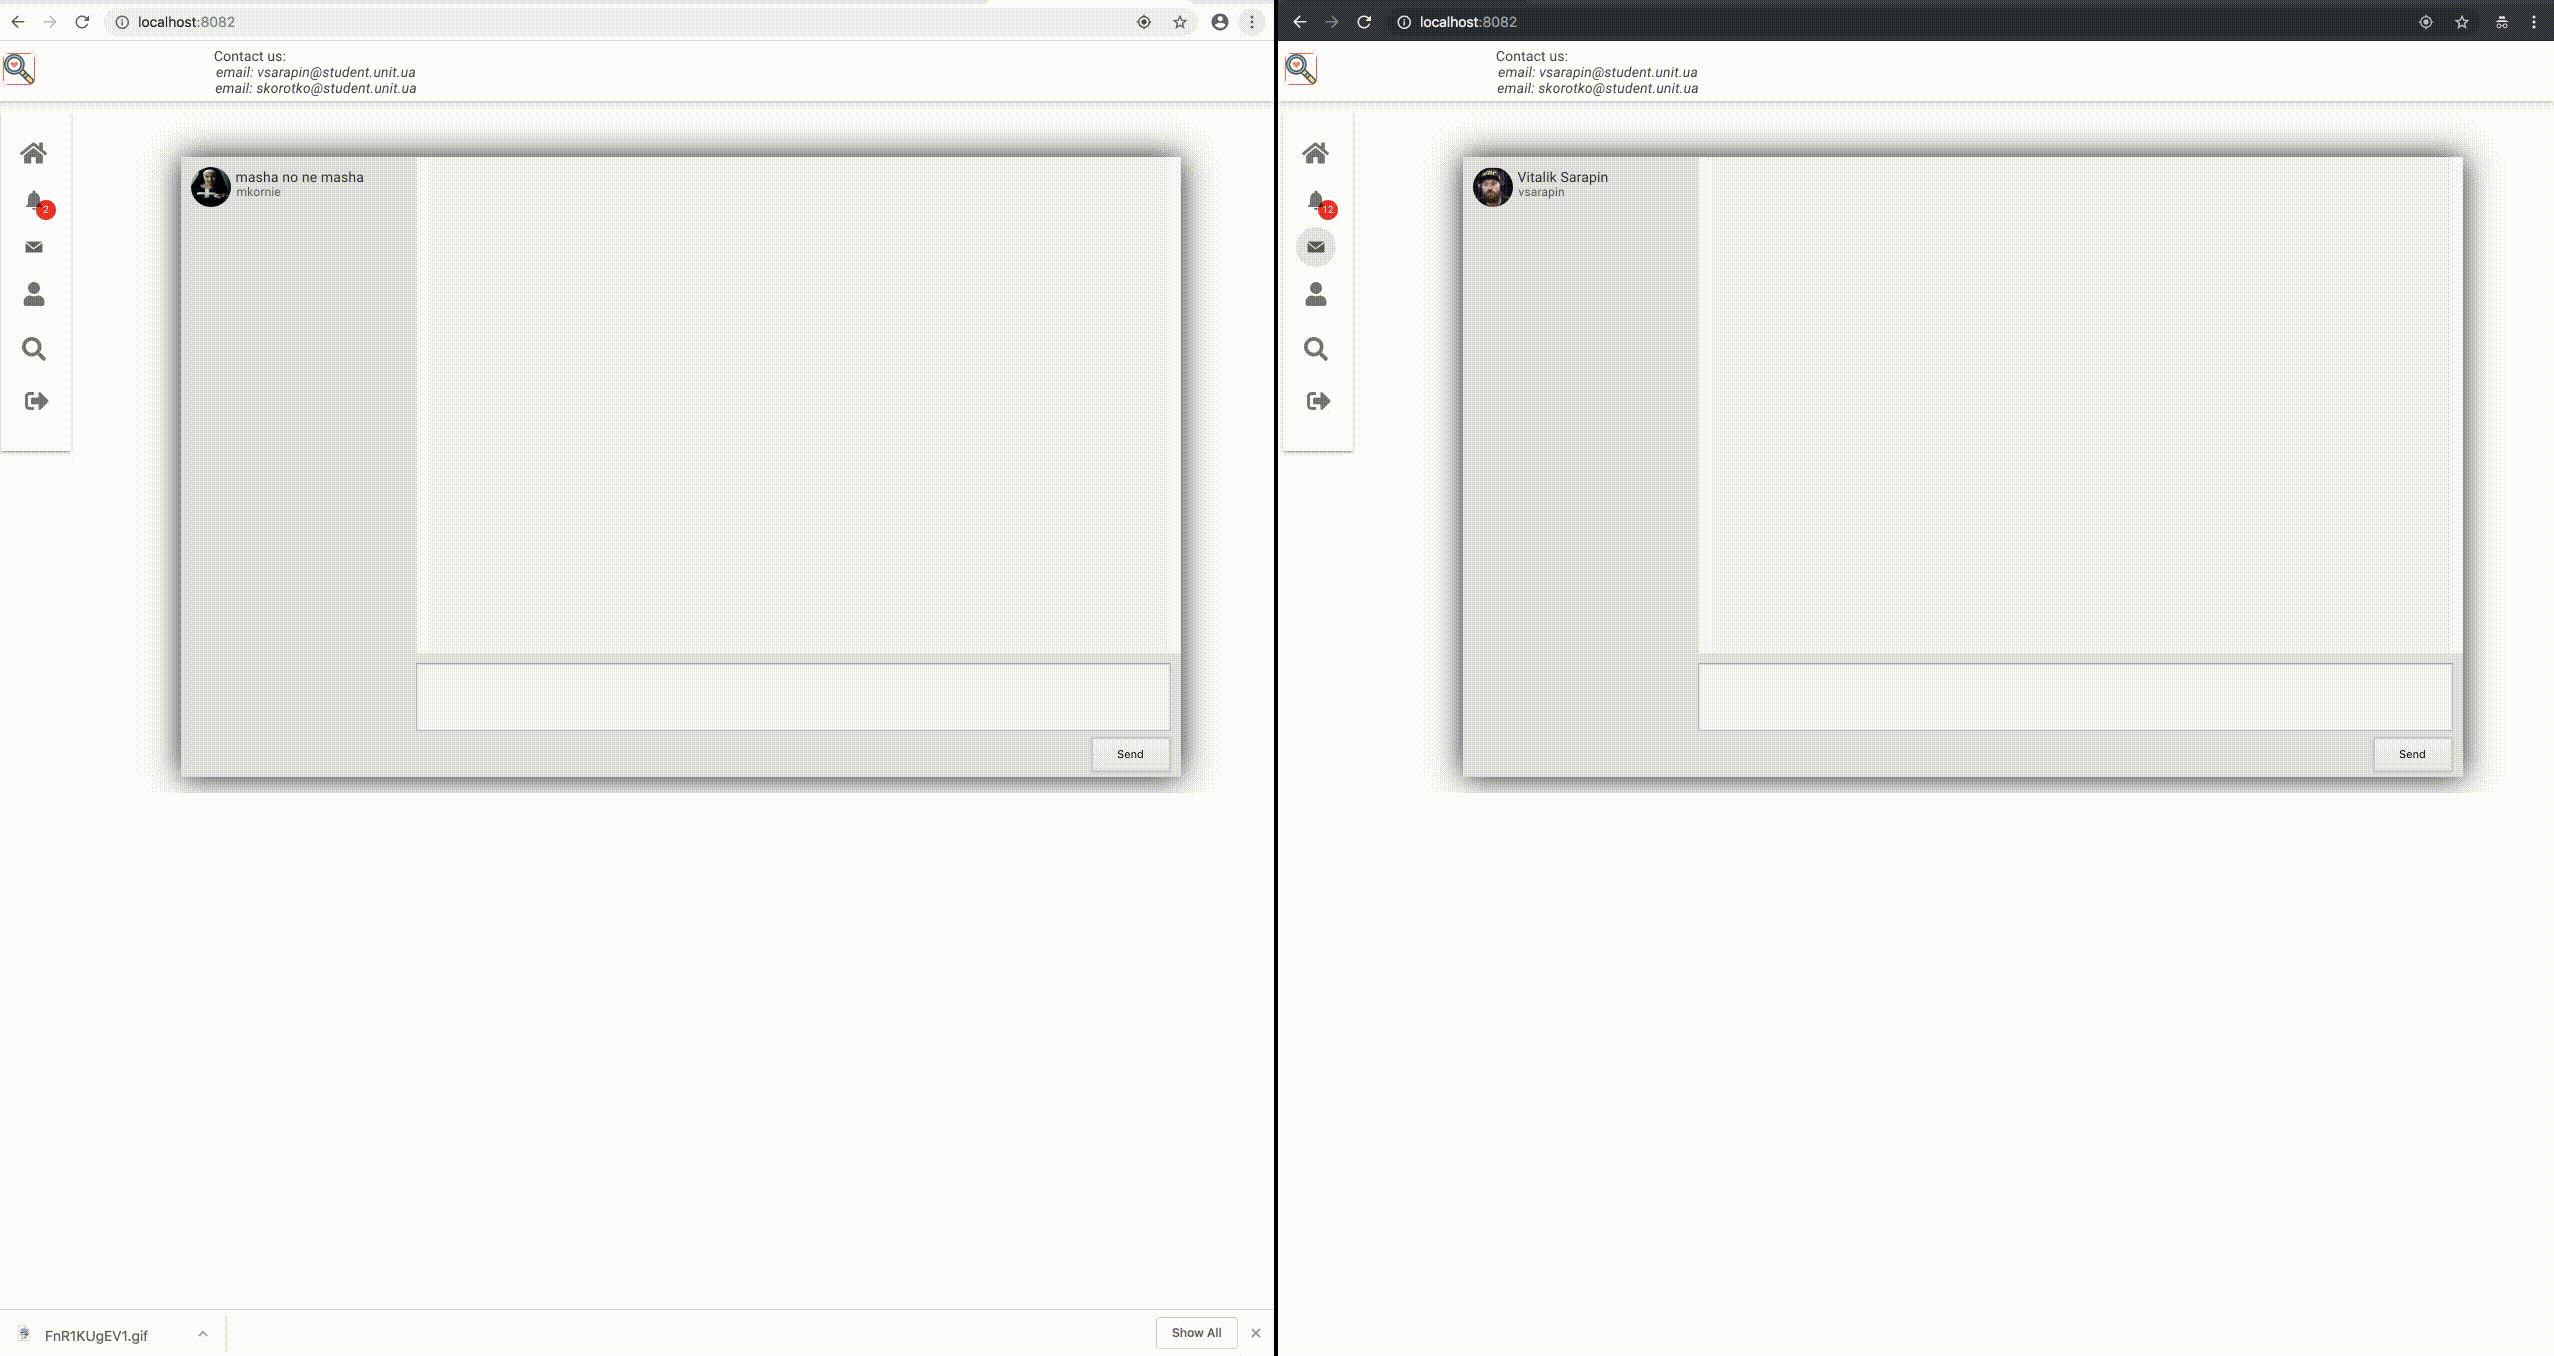 localhost:8082
Contact us:
email: vsarapin@student.unit.ua
email: skorotko@student.unit.ua
2
masha no ne masha
mkornie
Send
FnR1KUgEV1.gif
Show All
localhost:8082
Contact us:
email: vsarapin@student.unit.ua
email: skorotko@student.unit.ua
12
Vitalik Sarapin
vsarapin
Send